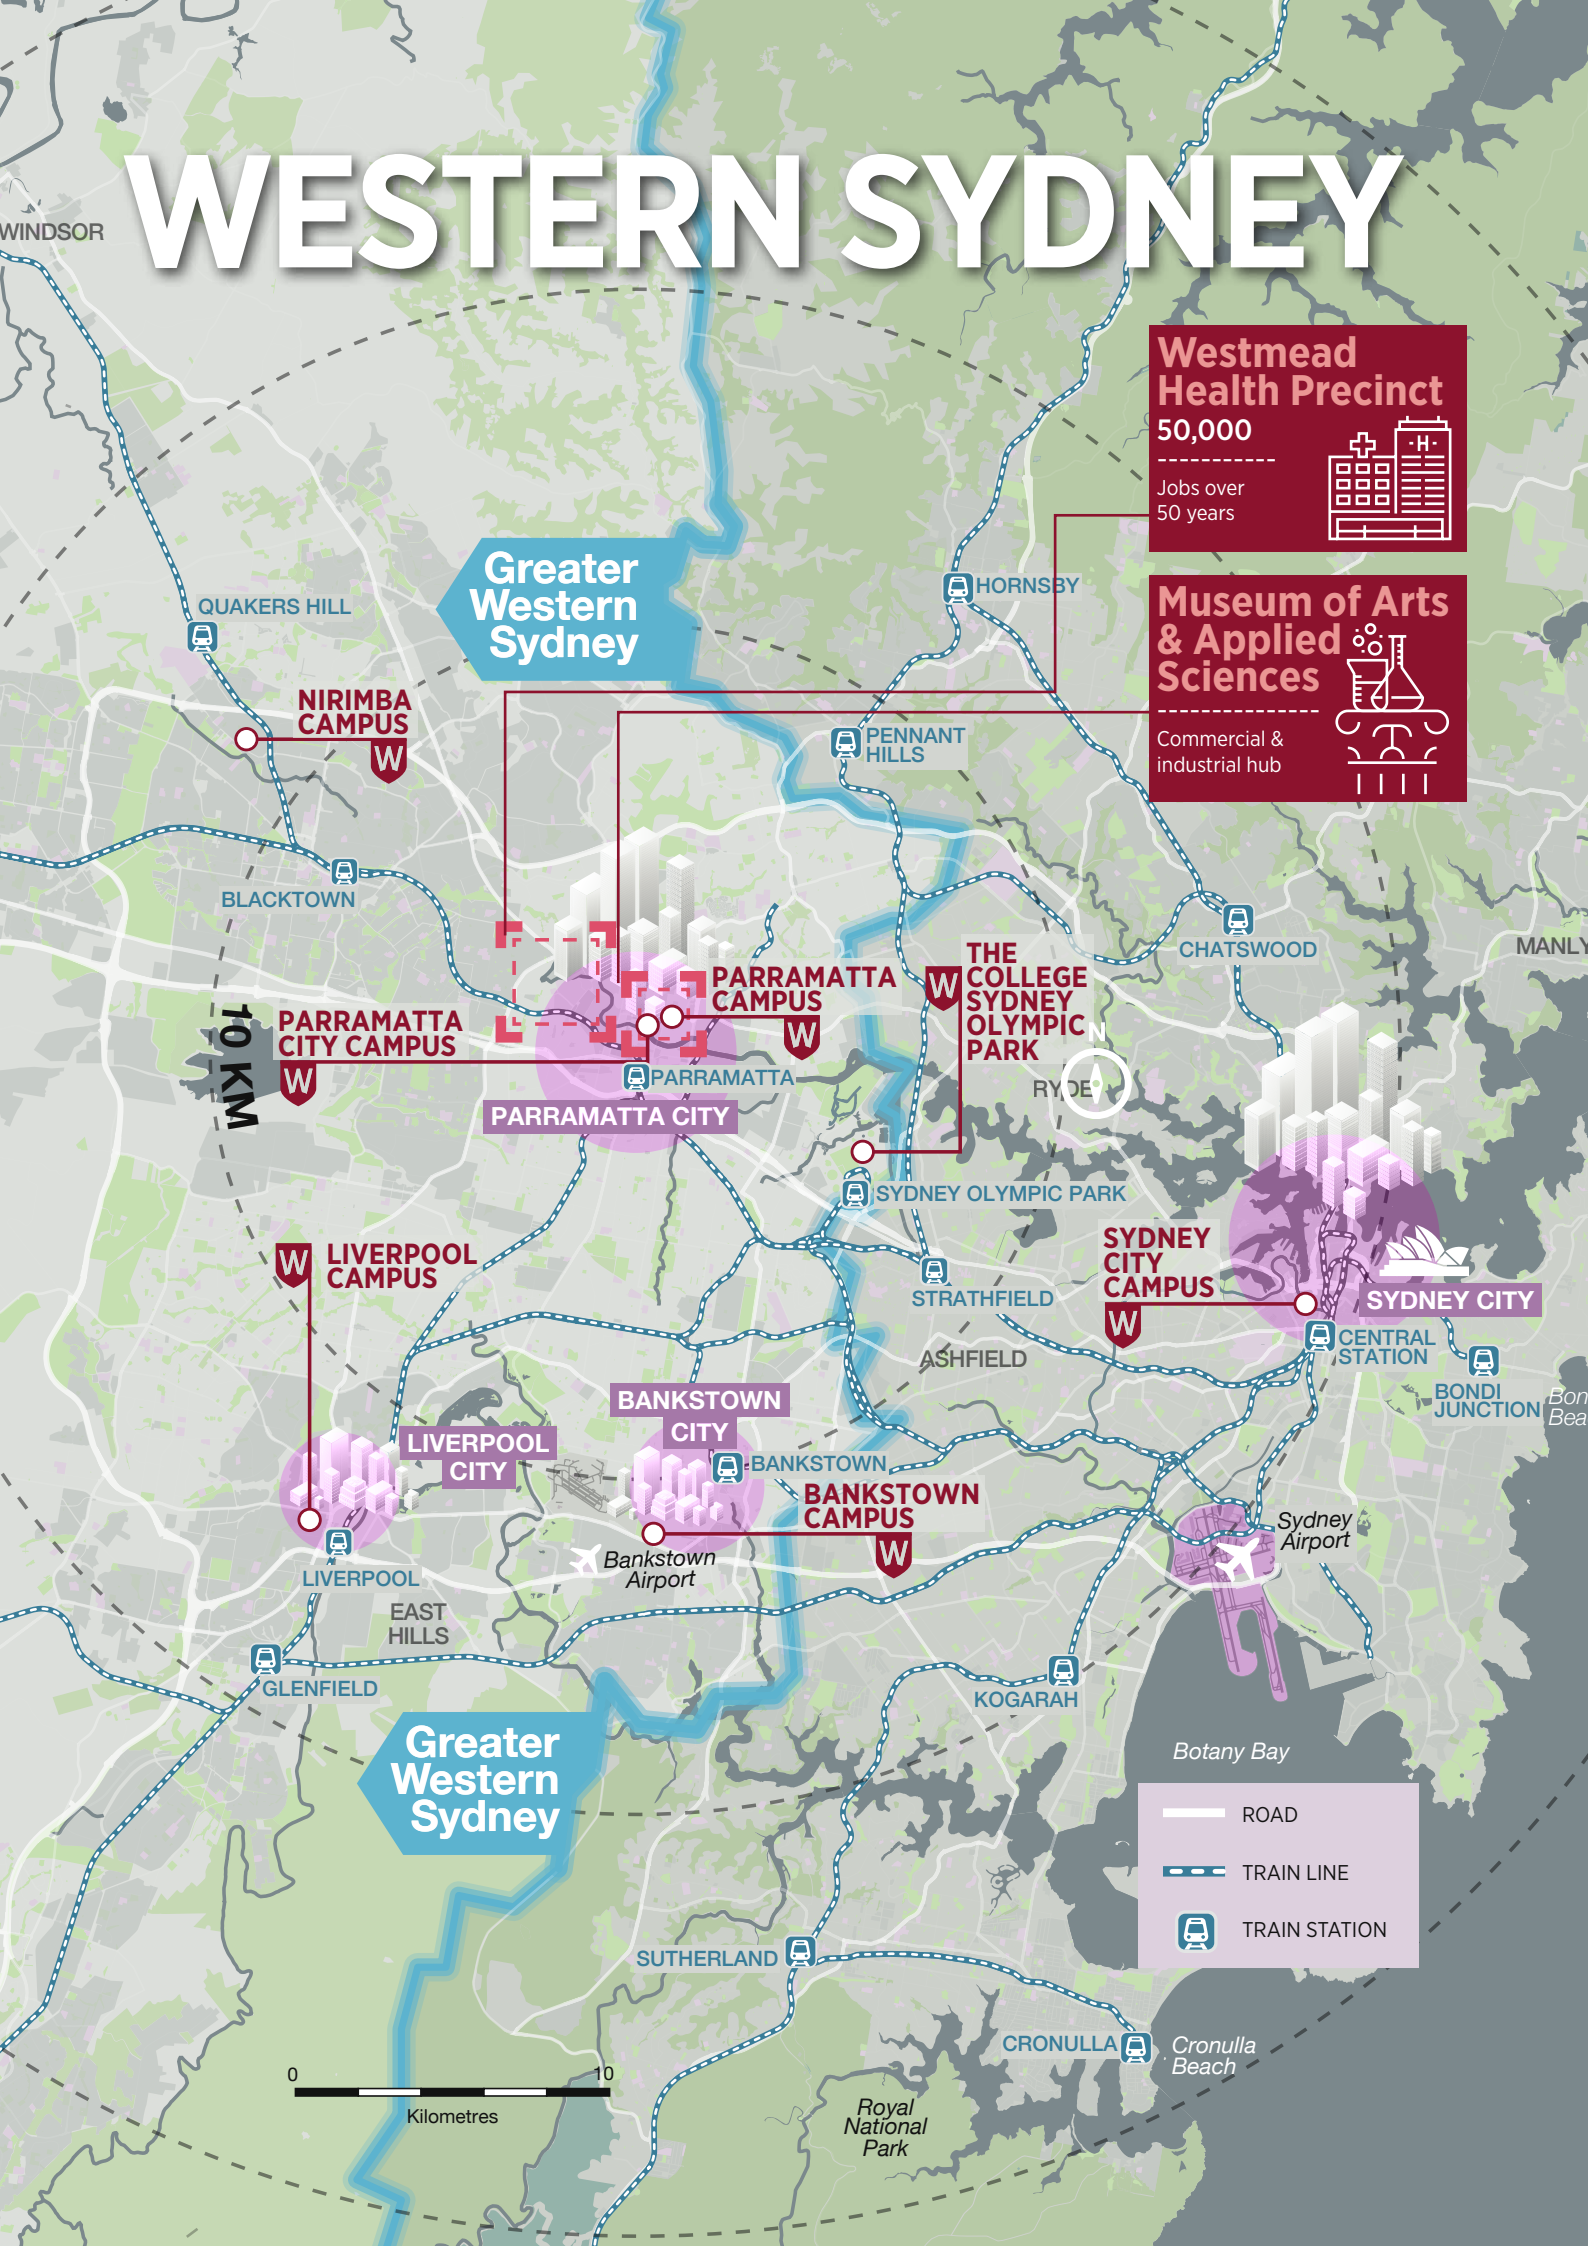 WESTERN SYDNEY
WINDSOR
Westmead
Health Precinct
50,000
Jobs over
50 years
H
Greater
Western
Sydney
HORNSBY
Museum of Arts
& Applied
Sciences
Commercial &
industrial hub
QUAKERS HILL
NIRIMBA
CAMPUS
W
PENNANT
HILLS
BLACKTOWN
CHATSWOOD
MANLY
THE
COLLEGE
SYDNEY
OLYMPIC
PARK
W
PARRAMATTA
CAMPUS
W
PARRAMATTA
CITY CAMPUS
W
10 KM
N
RYDE
PARRAMATTA
PARRAMATTA CITY
SYDNEY OLYMPIC PARK
W
LIVERPOOL
CAMPUS
SYDNEY
CITY
CAMPUS
W
STRATHFIELD
SYDNEY CITY
CENTRAL
STATION
ASHFIELD
BONDI
JUNCTION
Bon
Bea
BANKSTOWN
CITY
LIVERPOOL
CITY
BANKSTOWN
BANKSTOWN
CAMPUS
W
Sydney
Airport
Bankstown
Airport
LIVERPOOL
EAST
HILLS
GLENFIELD
KOGARAH
Greater
Western
Sydney
Botany Bay
ROAD
TRAIN LINE
TRAIN STATION
SUTHERLAND
CRONULLA
Cronulla
Beach
0
10
Kilometres
Royal
National
Park